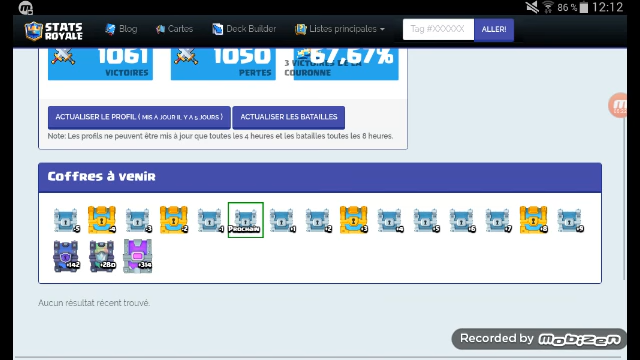 86 % 12:12
STATS ROYALE Blog Cartes Deck Builder Listes principales Tag #XXXXXX ALLER!
1061 1050 67.67%
VICTOIRES PERTES 3 VICTOIRES DE LA COURONNE
ACTUALISER LE PROFIL ( MIS A JOUR IL Y A 5 JOURS ) ACTUALISER LES BATAILLES
Note: Les profils ne peuvent être mis à jour que toutes les 4 heures et les batailles toutes les 8 heures.
Coffres à venir
-5 -4 -3 -2 -1 PROCHAIN +1 +2 +3 +4 +5 +6 +7 +8 +9
+142 +280 +314
Aucun résultat récent trouvé.
Recorded by MOBIZEN